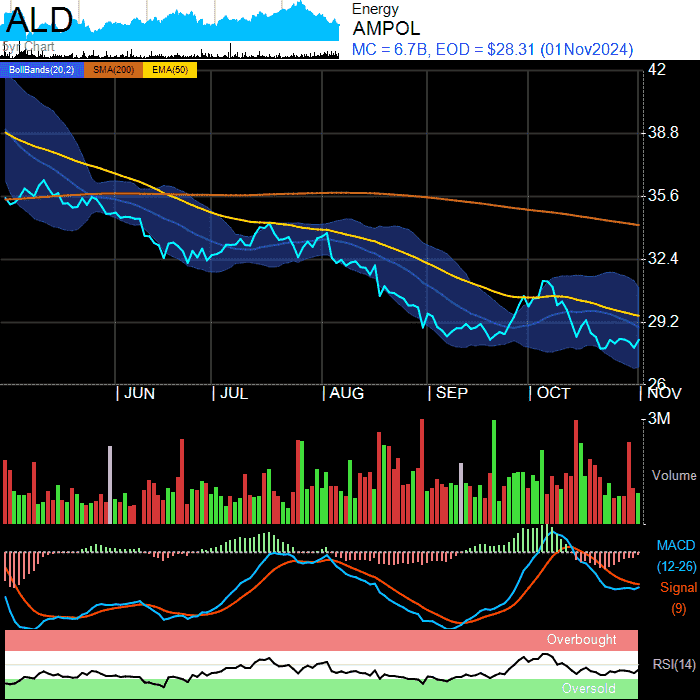 ALD
5yr Chart
Energy
AMPOL
MC = 6.7B, EOD = $28.31 (01Nov2024)
BollBands(20,2) SMA(200) EMA(50)
42
38.8
35.6
32.4
29.2
26
JUN JUL AUG SEP OCT NOV
3M
Volume
MACD
(12-26)
Signal
(9)
Overbought
RSI(14)
Oversold